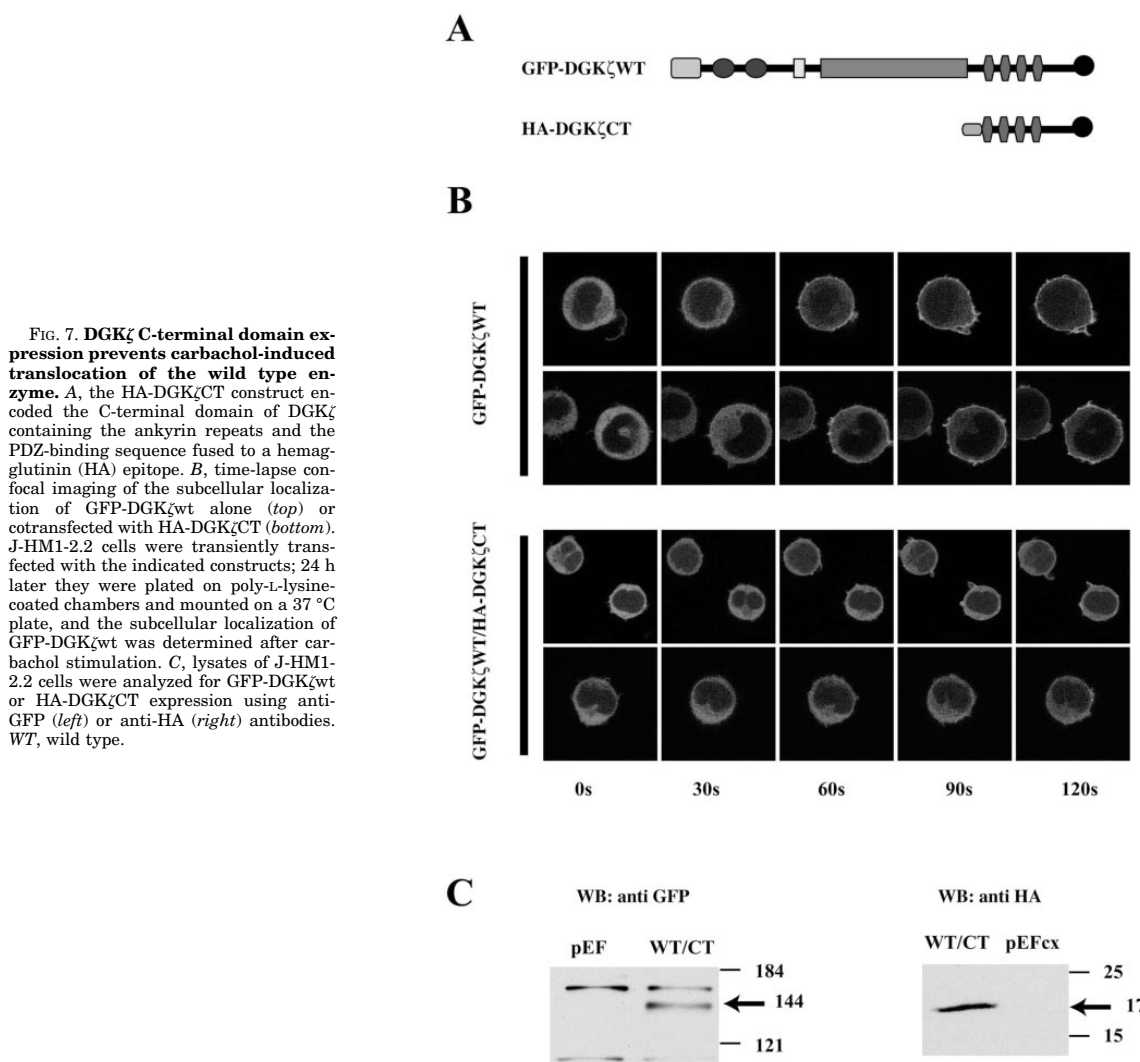 FIG. 7. DGKζ C-terminal domain ex-
pression prevents carbachol-induced
translocation of the wild type en-
zyme. A, the HA-DGKζCT construct en-
coded the C-terminal domain of DGKζ
containing the ankyrin repeats and the
PDZ-binding sequence fused to a hemag-
glutinin (HA) epitope. B, time-lapse con-
focal imaging of the subcellular localiza-
tion of GFP-DGKζwt alone (top) or
cotransfected with HA-DGKζCT (bottom).
J-HM1-2.2 cells were transiently trans-
fected with the indicated constructs; 24 h
later they were plated on poly-L-lysine-
coated chambers and mounted on a 37 °C
plate, and the subcellular localization of
GFP-DGKζwt was determined after car-
bachol stimulation. C, lysates of J-HM1-
2.2 cells were analyzed for GFP-DGKζwt
or HA-DGKζCT expression using anti-
GFP (left) or anti-HA (right) antibodies.
WT, wild type.
A
GFP-DGKζWT
HA-DGKζCT
B
GFP-DGKζWT
GFP-DGKζWT/HA-DGKζCT
0s 30s 60s 90s 120s
C
WB: anti GFP
pEF WT/CT
184
144
121
WB: anti HA
WT/CT pEFcx
25
17
15